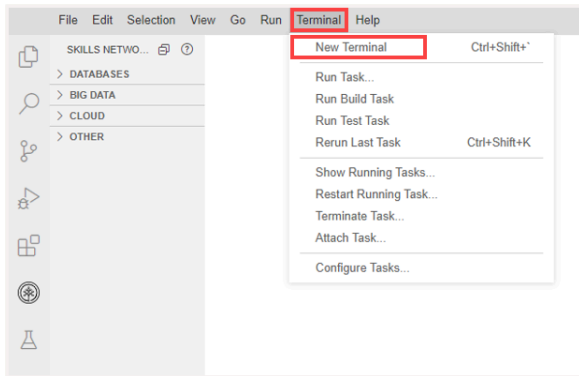 File Edit Selection View Go Run Terminal Help
SKILLS NETWO...
DATABASES
BIG DATA
CLOUD
OTHER
New Terminal Ctrl+Shift+`
Run Task...
Run Build Task
Run Test Task
Rerun Last Task Ctrl+Shift+K
Show Running Tasks...
Restart Running Task...
Terminate Task...
Attach Task...
Configure Tasks...